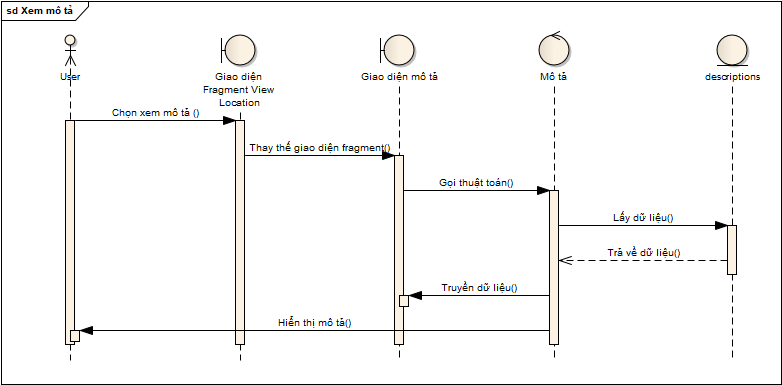 sd Xem mô tả
User
Giao diện
Fragment View
Location
Giao diện mô tả
Mô tả
descriptions
Chọn xem mô tả ()
Thay thế giao diện fragment()
Gọi thuật toán()
Lấy dữ liệu()
Trả về dữ liệu()
Truyền dữ liệu()
Hiển thị mô tả()